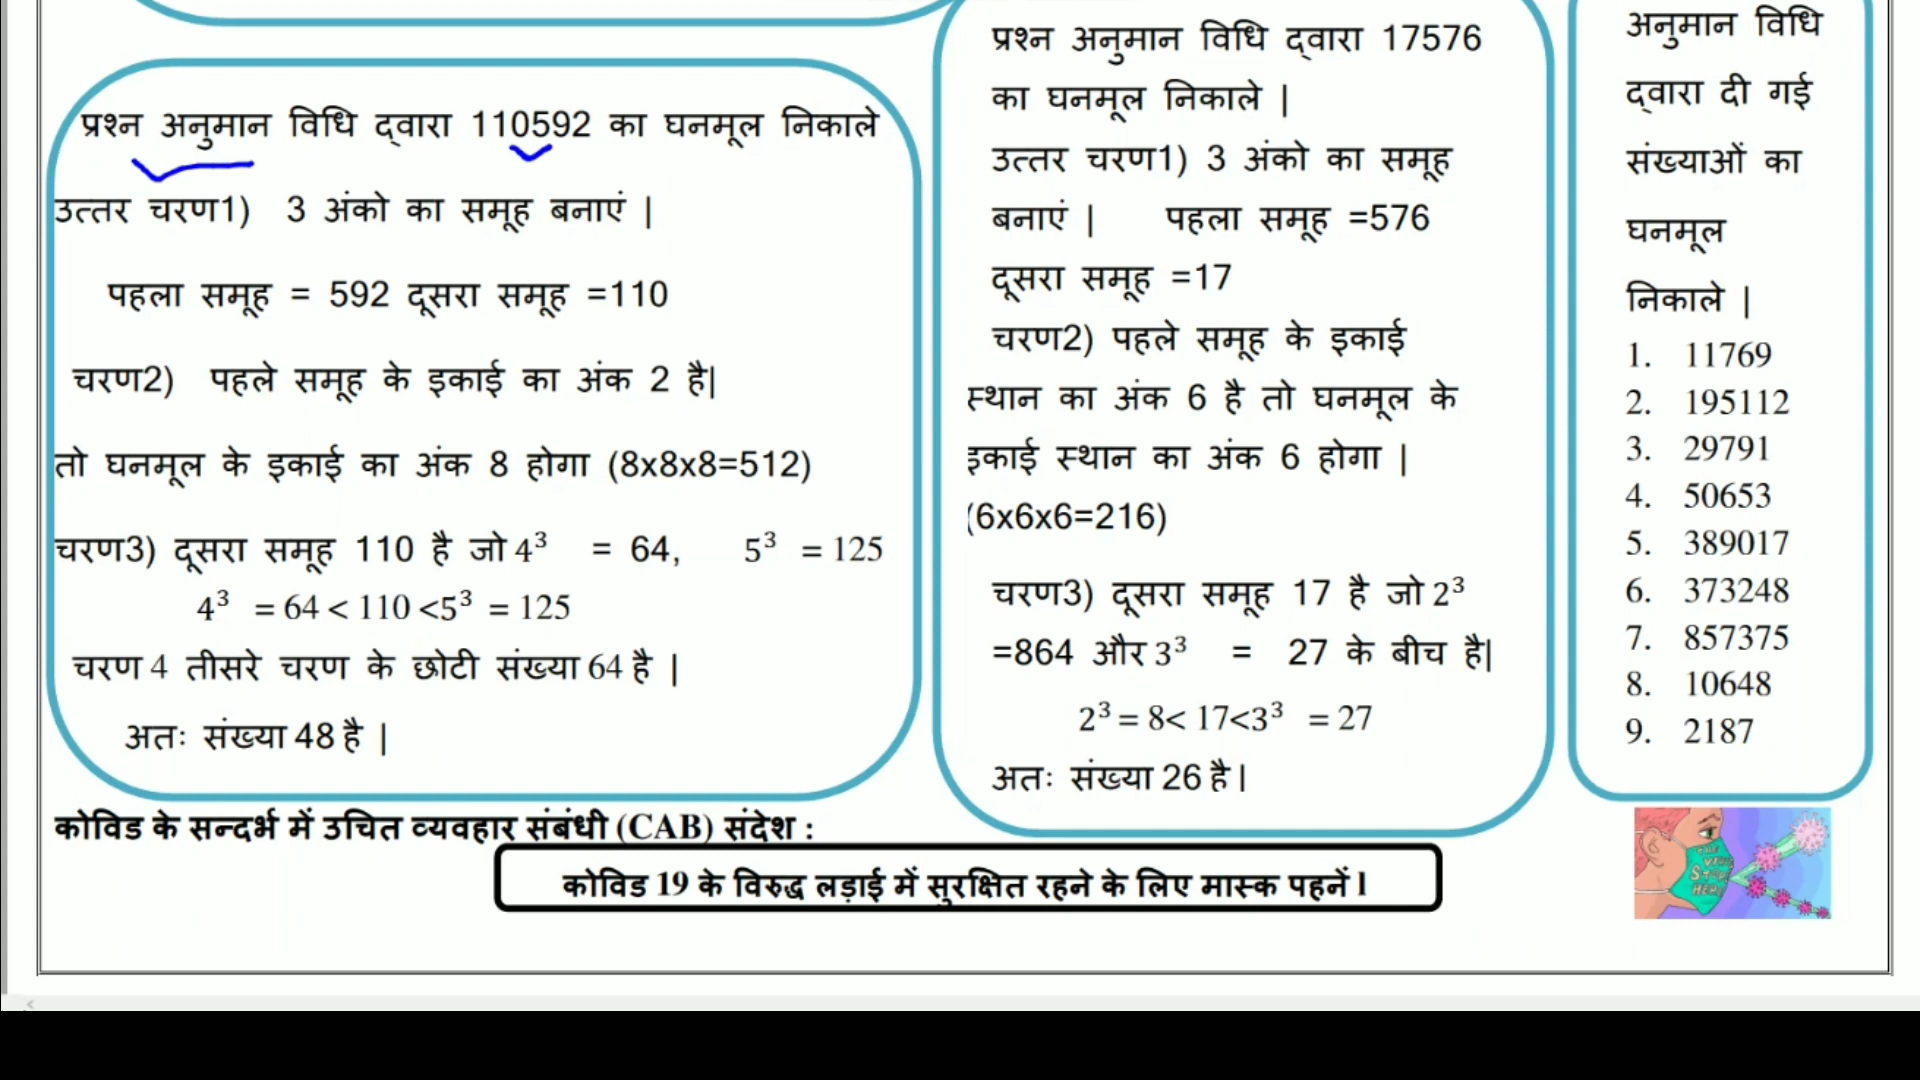 प्रश्न अनुमान विधि द्वारा 110592 का घनमूल निकाले
उत्तर चरण1) 3 अंको का समूह बनाएं |
पहला समूह = 592 दूसरा समूह =110
चरण2) पहले समूह के इकाई का अंक 2 है|
तो घनमूल के इकाई का अंक 8 होगा (8x8x8=512)
चरण3) दूसरा समूह 110 है जो 4³ = 64, 5³ = 125
4³ = 64 < 110 <5³ = 125
चरण 4 तीसरे चरण के छोटी संख्या 64 है |
अतः संख्या 48 है |
प्रश्न अनुमान विधि द्वारा 17576
का घनमूल निकाले |
उत्तर चरण1) 3 अंको का समूह
बनाएं | पहला समूह =576
दूसरा समूह =17
चरण2) पहले समूह के इकाई
स्थान का अंक 6 है तो घनमूल के
इकाई स्थान का अंक 6 होगा |
(6x6x6=216)
चरण3) दूसरा समूह 17 है जो 2³
=864 और 3³ = 27 के बीच है|
2³ = 8< 17<3³ = 27
अतः संख्या 26 है |
अनुमान विधि
द्वारा दी गई
संख्याओं का
घनमूल
निकाले |
1. 11769
2. 195112
3. 29791
4. 50653
5. 389017
6. 373248
7. 857375
8. 10648
9. 2187
कोविड के सन्दर्भ में उचित व्यवहार संबंधी (CAB) संदेश :
कोविड 19 के विरुद्ध लड़ाई में सुरक्षित रहने के लिए मास्क पहनें।